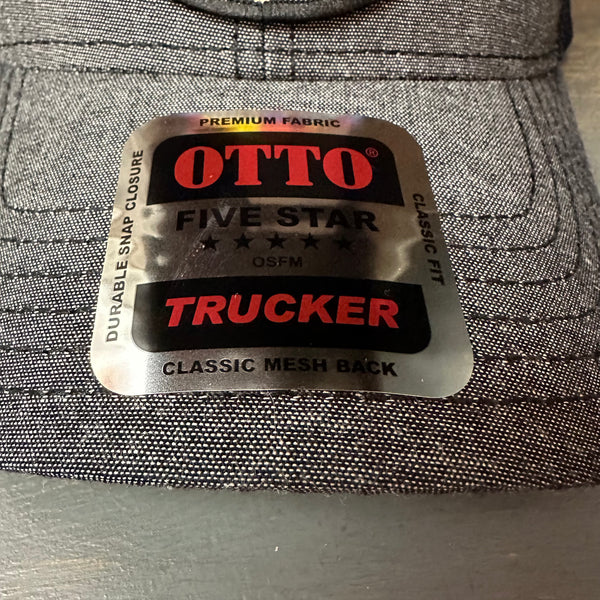 PREMIUM FABRIC
OTTO®
FIVE STAR
★★★★★
OSFM
TRUCKER
CLASSIC MESH BACK
DURABLE SNAP CLOSURE
CLASSIC FIT